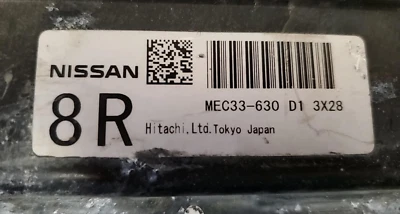 NISSAN
8R
MEC33-630 D1 3X28
Hitachi,Ltd.Tokyo Japan